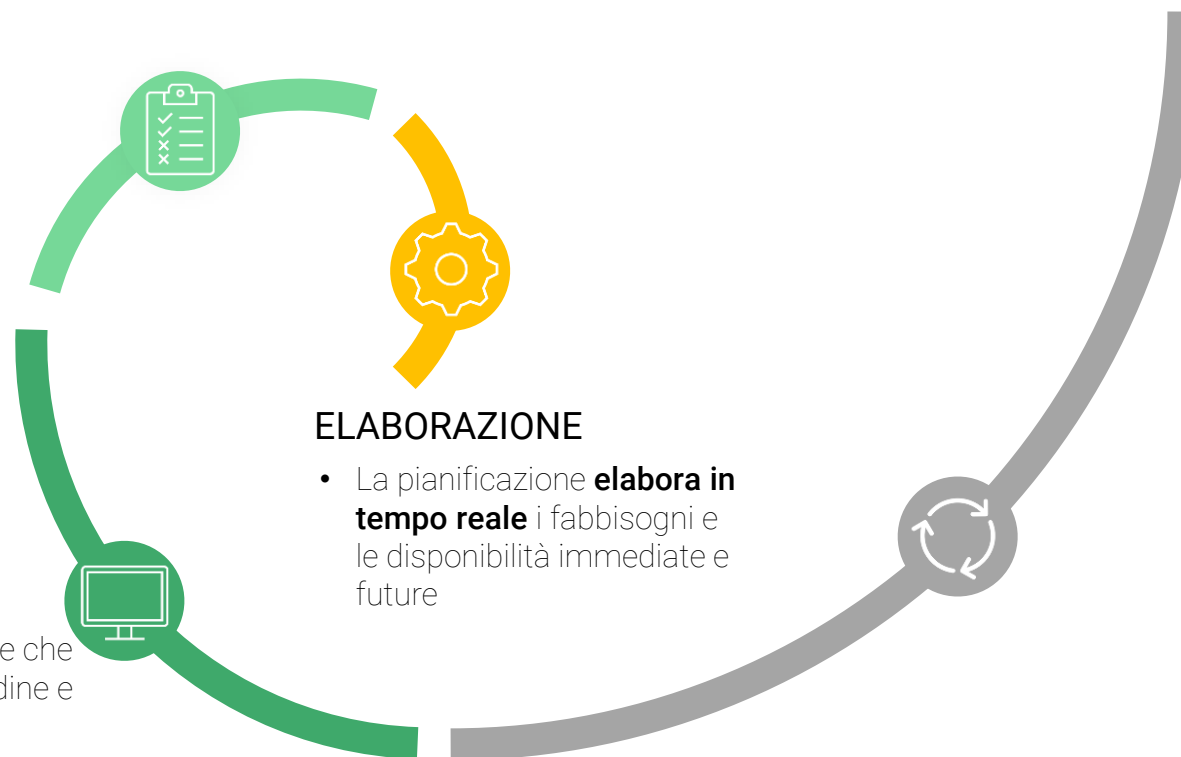 ELABORAZIONE
• La pianificazione elabora in
tempo reale i fabbisogni e
le disponibilità immediate e
future
e che
dine e